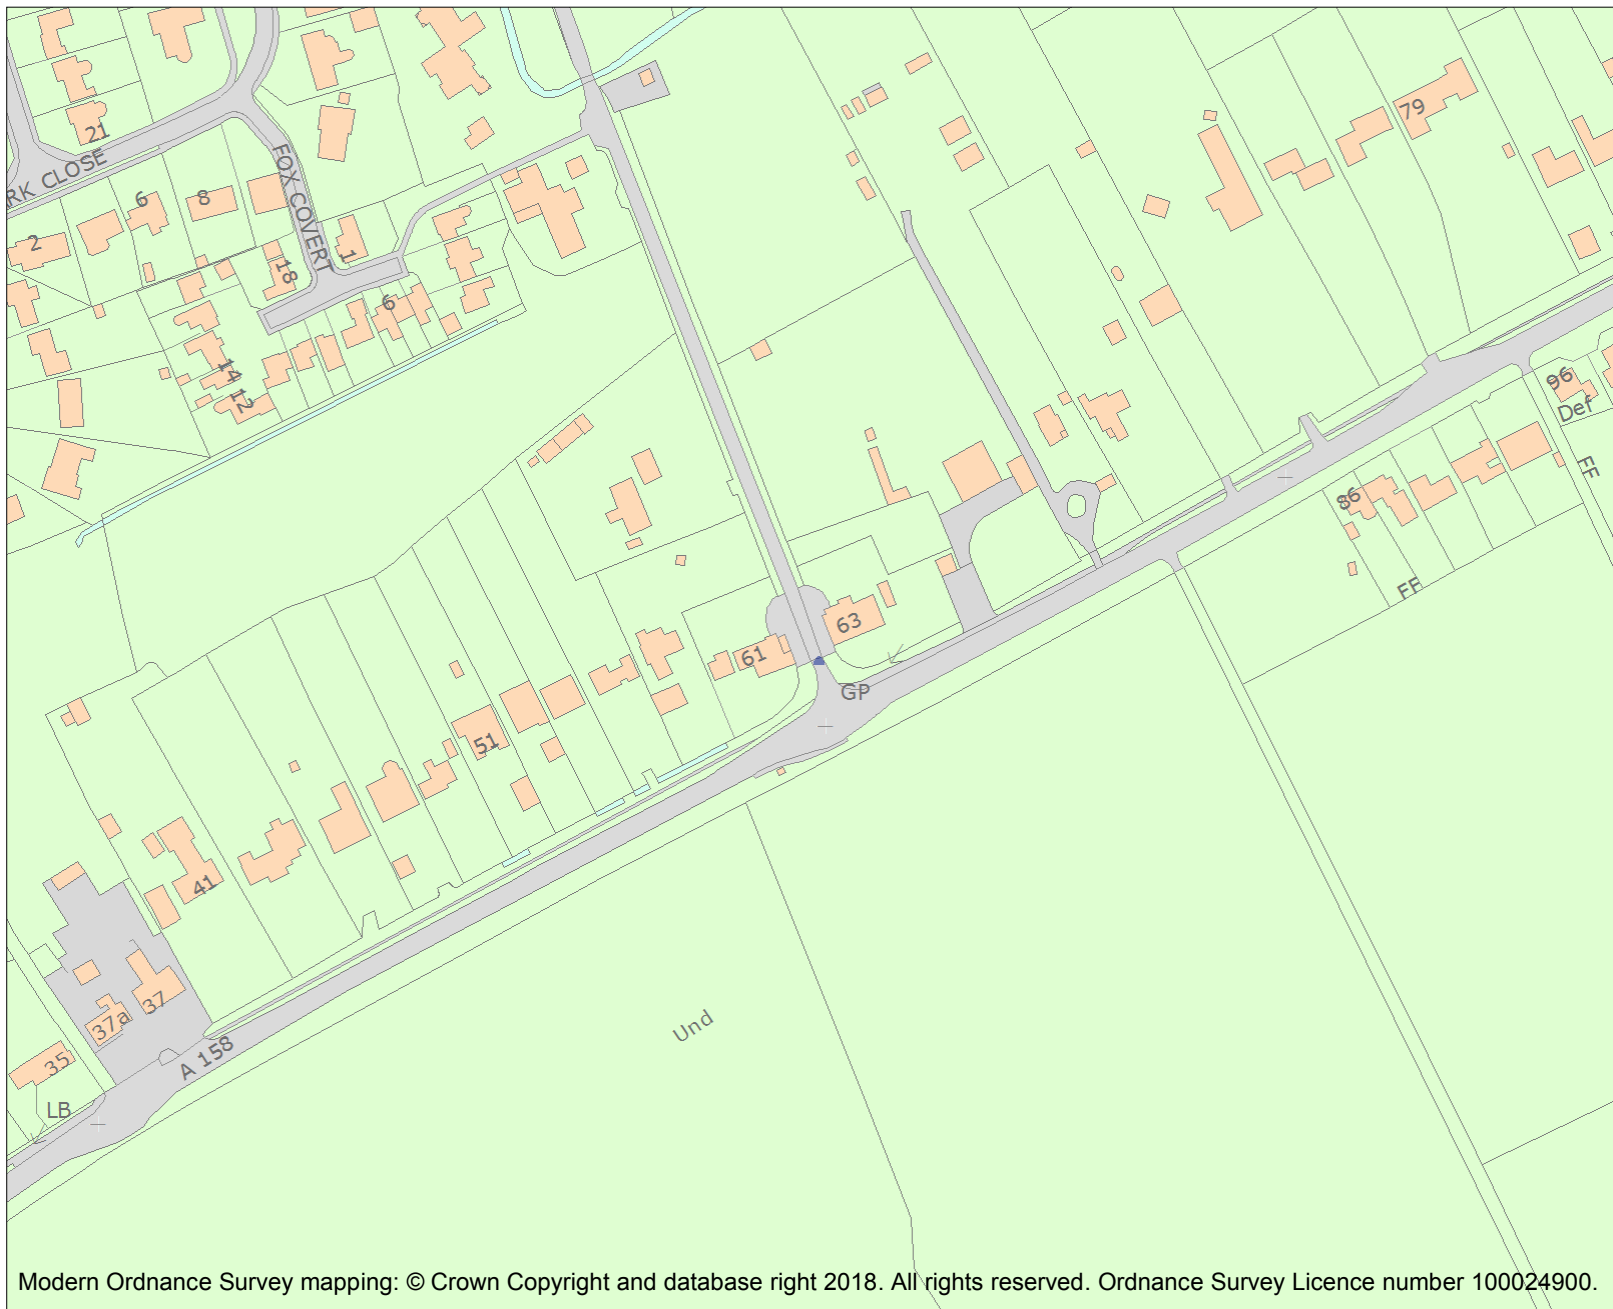 79
21
RK CLOSE
FOX COVERT
6
8
2
1
18
6
14
12
96
Def
FF
86
FF
63
61
GP
51
41
37
37a
35
A 158
LB
Und
Modern Ordnance Survey mapping: © Crown Copyright and database right 2018. All rights reserved. Ordnance Survey Licence number 100024900.